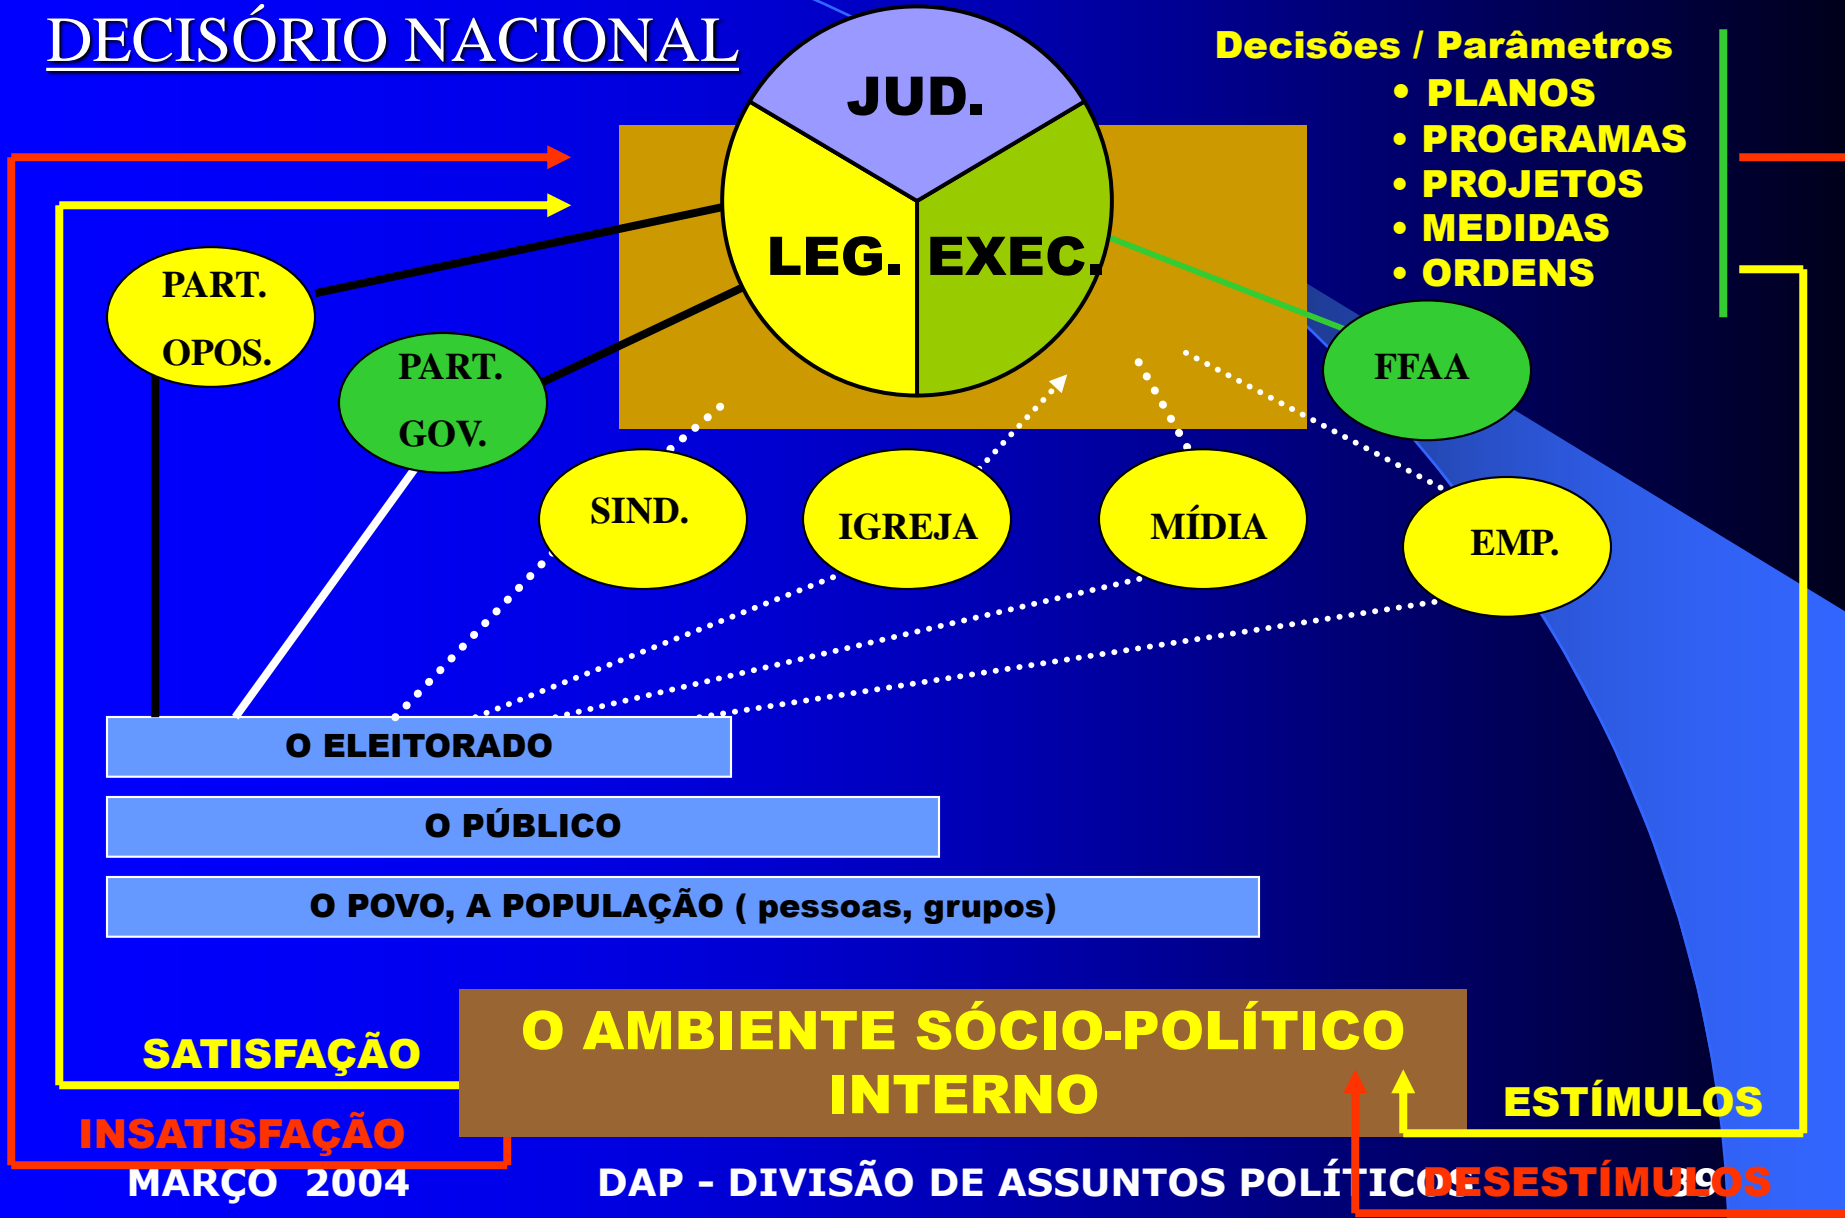 DECISÓRIO NACIONAL
JUD.
LEG.
EXEC.
Decisões / Parâmetros
• PLANOS
• PROGRAMAS
• PROJETOS
• MEDIDAS
• ORDENS
PART.
OPOS.
PART.
GOV.
FFAA
SIND.
IGREJA
MÍDIA
EMP.
O ELEITORADO
O PÚBLICO
O POVO, A POPULAÇÃO ( pessoas, grupos)
O AMBIENTE SÓCIO-POLÍTICO
INTERNO
SATISFAÇÃO
INSATISFAÇÃO
ESTÍMULOS
DESESTÍMULOS
MARÇO 2004
DAP – DIVISÃO DE ASSUNTOS POLÍTICOS
39